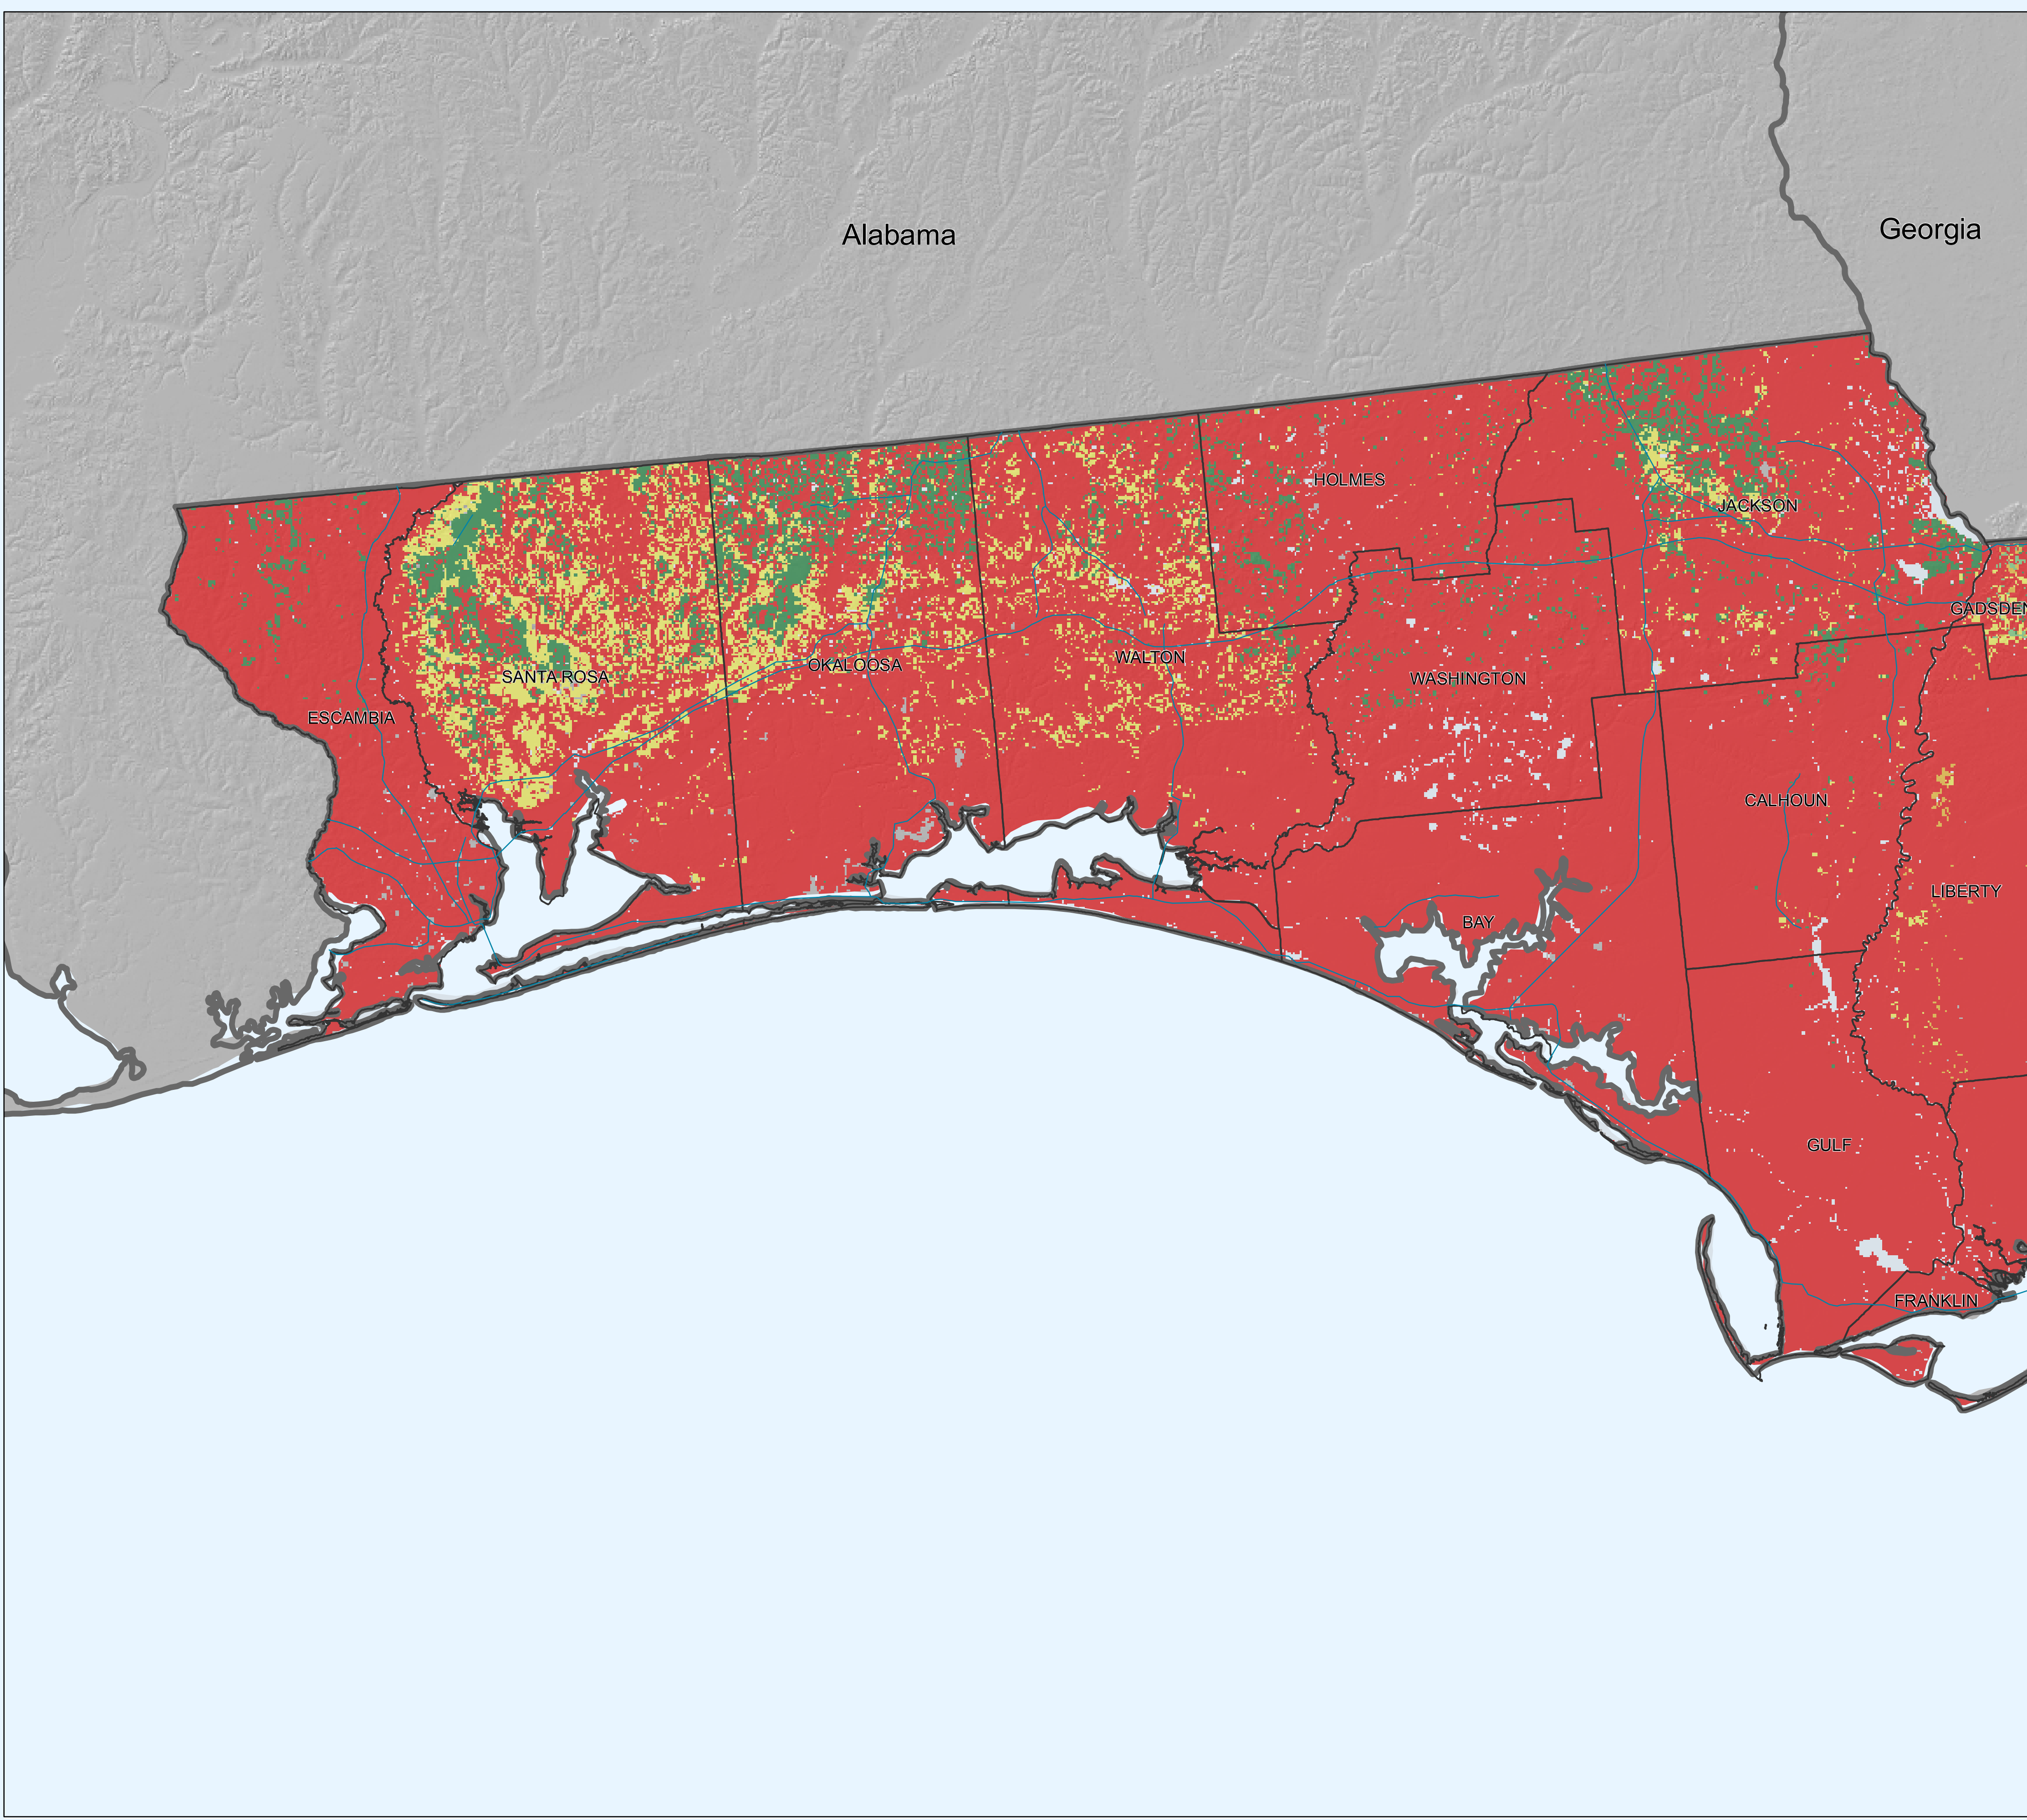 Alabama
Georgia
HOLMES
JACKSON
GADSDEN
WALTON
OKALOOSA
SANTA ROSA
WASHINGTON
ESCAMBIA
CALHOUN
LIBERTY
BAY
GULF
FRANKLIN